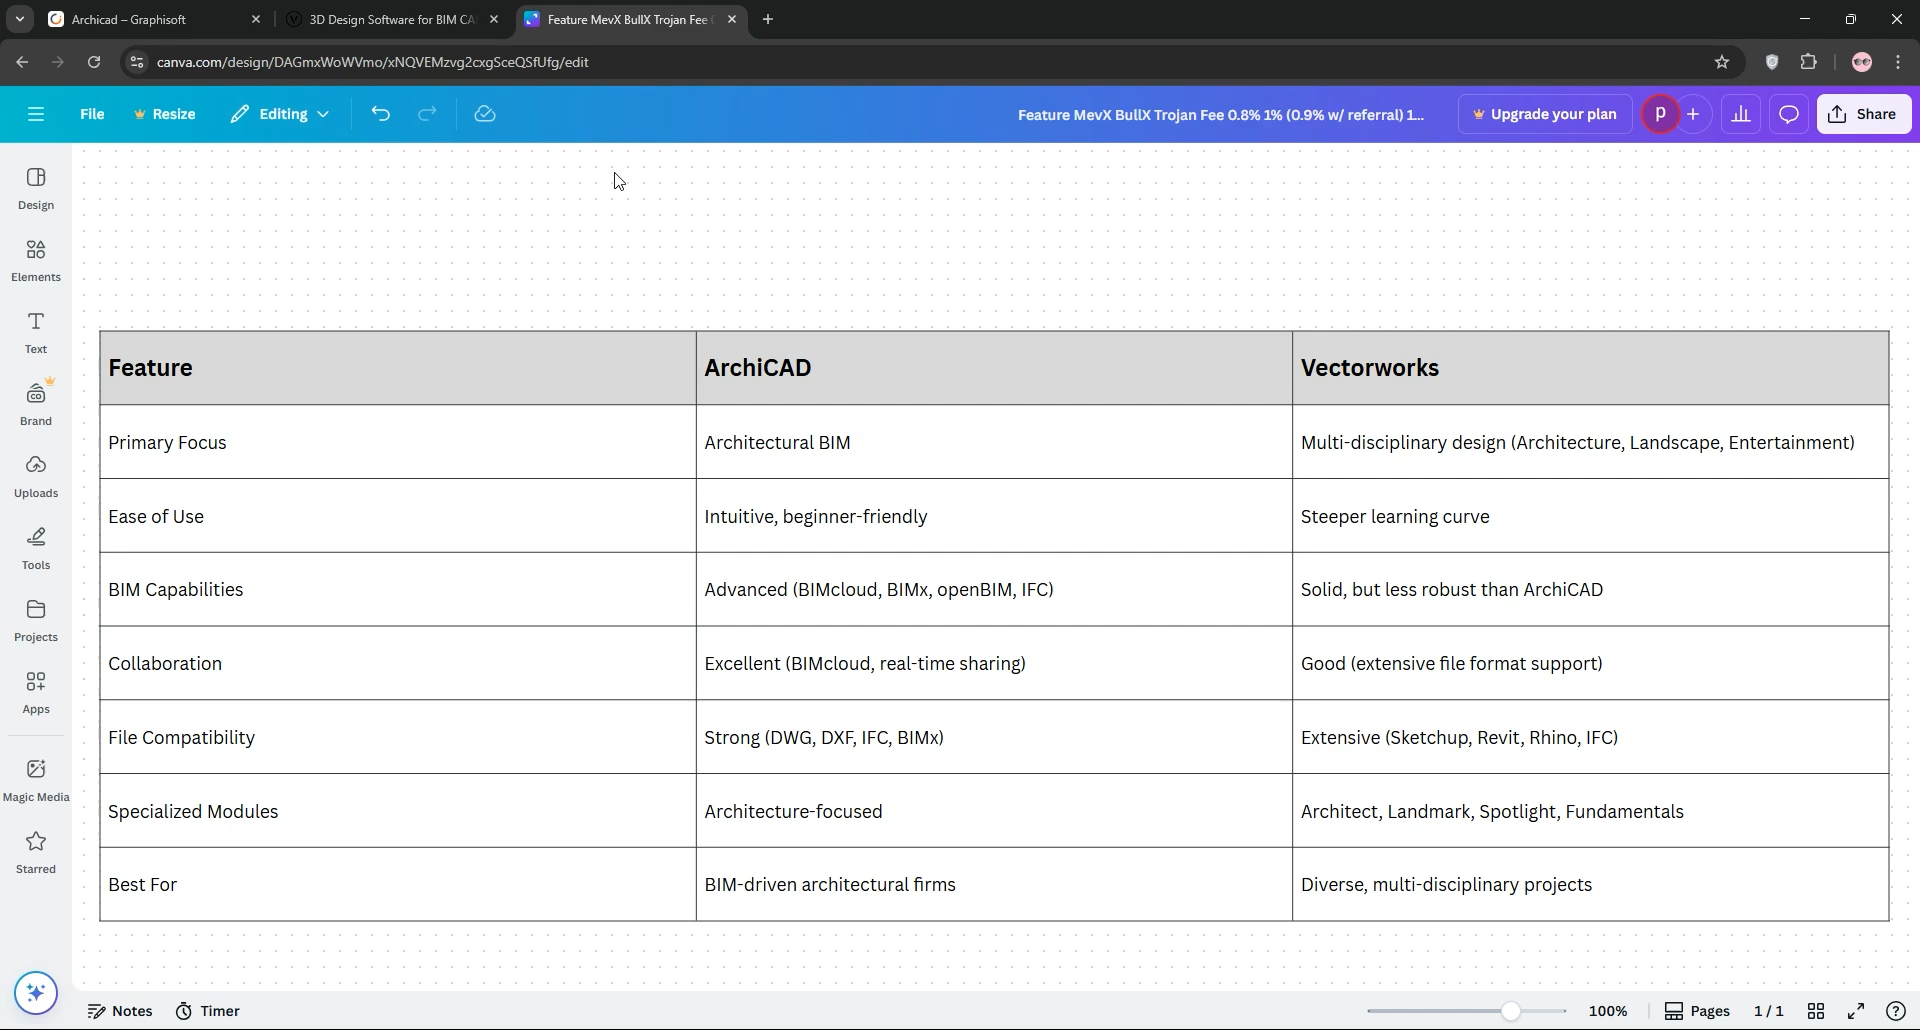 Archicad – Graphisoft
3D Design Software for BIM CA
Feature MevX BullX Trojan Fee
canva.com/design/DAGmxWoWVmo/xNQVEMzvg2cxgSceQSfUfg/edit
File
Resize
Editing
Feature MevX BullX Trojan Fee 0.8% 1% (0.9% w/ referral) 1...
Upgrade your plan
P
Share
Design
Elements
Text
Brand
Uploads
Tools
Projects
Apps
Magic Media
Starred
Feature ArchiCAD Vectorworks
Primary Focus Architectural BIM Multi-disciplinary design (Architecture, Landscape, Entertainment)
Ease of Use Intuitive, beginner-friendly Steeper learning curve
BIM Capabilities Advanced (BIMcloud, BIMx, openBIM, IFC) Solid, but less robust than ArchiCAD
Collaboration Excellent (BIMcloud, real-time sharing) Good (extensive file format support)
File Compatibility Strong (DWG, DXF, IFC, BIMx) Extensive (Sketchup, Revit, Rhino, IFC)
Specialized Modules Architecture-focused Architect, Landmark, Spotlight, Fundamentals
Best For BIM-driven architectural firms Diverse, multi-disciplinary projects
Notes
Timer
100%
Pages
1 / 1